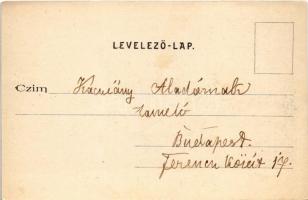 LEVELEZŐ-LAP.
Czim Aladárnak
Budapest.
Ferencz körút 17.